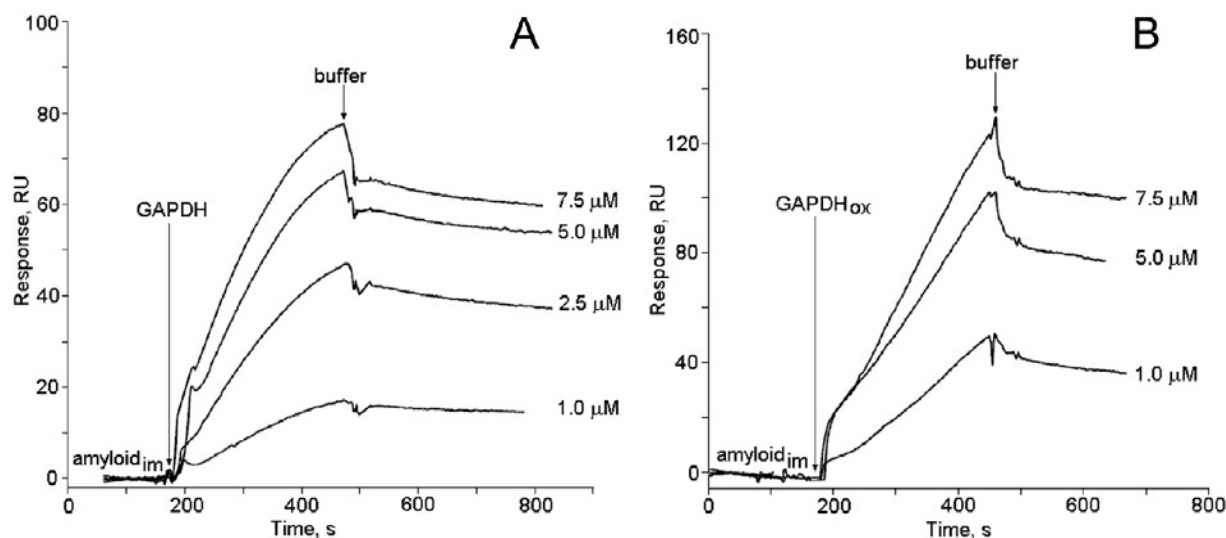 A
100
80
60
40
20
0
Response, RU
buffer
GAPDH
amyloid im
7.5 µM
5.0 µM
2.5 µM
1.0 µM
0 200 400 600 800
Time, s
B
160
120
80
40
0
Response, RU
buffer
GAPDH ox
amyloid im
7.5 µM
5.0 µM
1.0 µM
0 200 400 600 800
Time, s